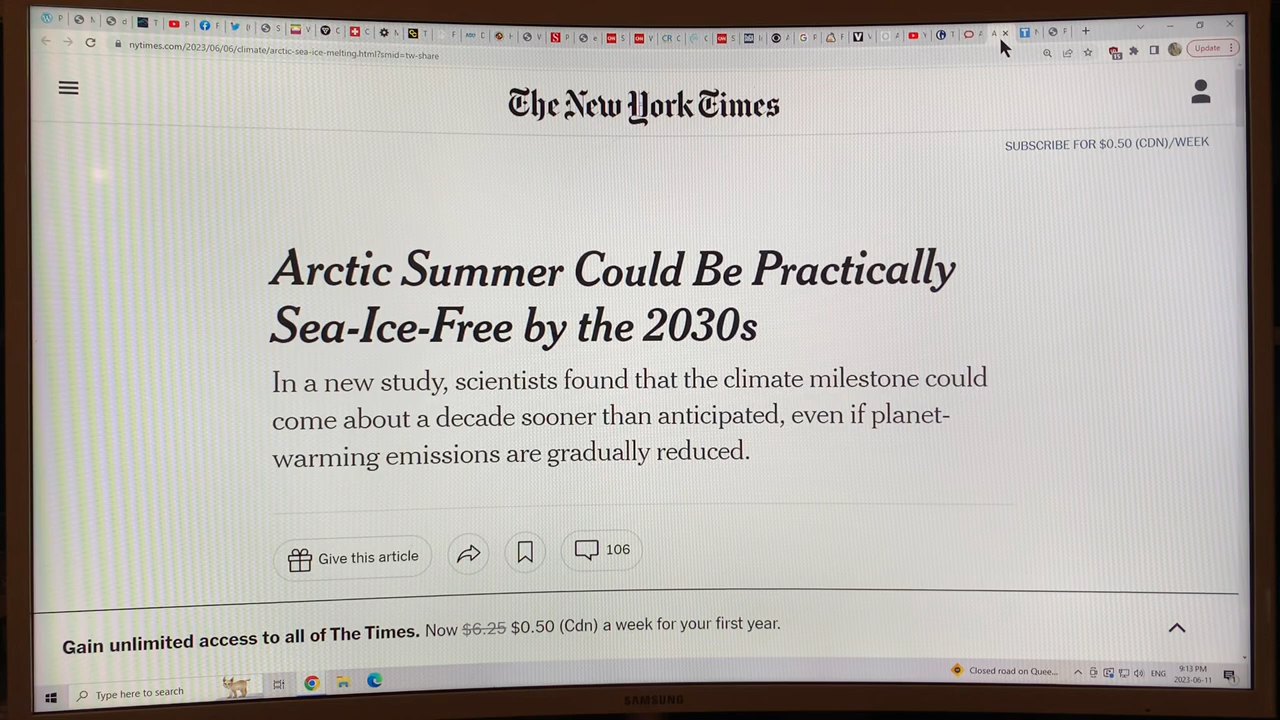 nytimes.com/2023/06/06/climate/arctic-sea-ice-melting.html?smid=tw-share
Update
The New York Times
SUBSCRIBE FOR $0.50 (CDN)/WEEK
Arctic Summer Could Be Practically
Sea-Ice-Free by the 2030s
In a new study, scientists found that the climate milestone could
come about a decade sooner than anticipated, even if planet-
warming emissions are gradually reduced.
Give this article
106
Gain unlimited access to all of The Times. Now $6.25 $0.50 (Cdn) a week for your first year.
Type here to search
Closed road on Quee...
ENG
9:13 PM
2023-06-11
SAMSUNG